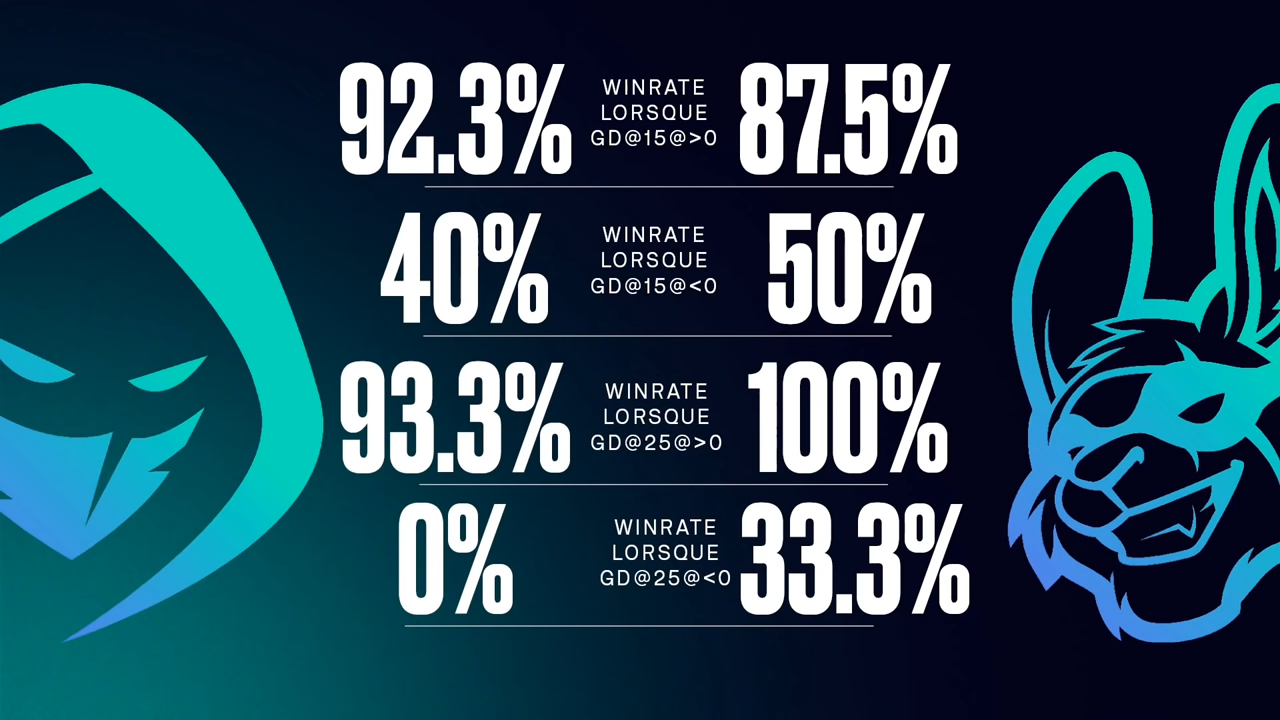 92.3% WINRATE 87.5%
LORSQUE
GD@15@>0
40% WINRATE 50%
LORSQUE
GD@15@<0
93.3% WINRATE 100%
LORSQUE
GD@25@>0
0% WINRATE 33.3%
LORSQUE
GD@25@<0